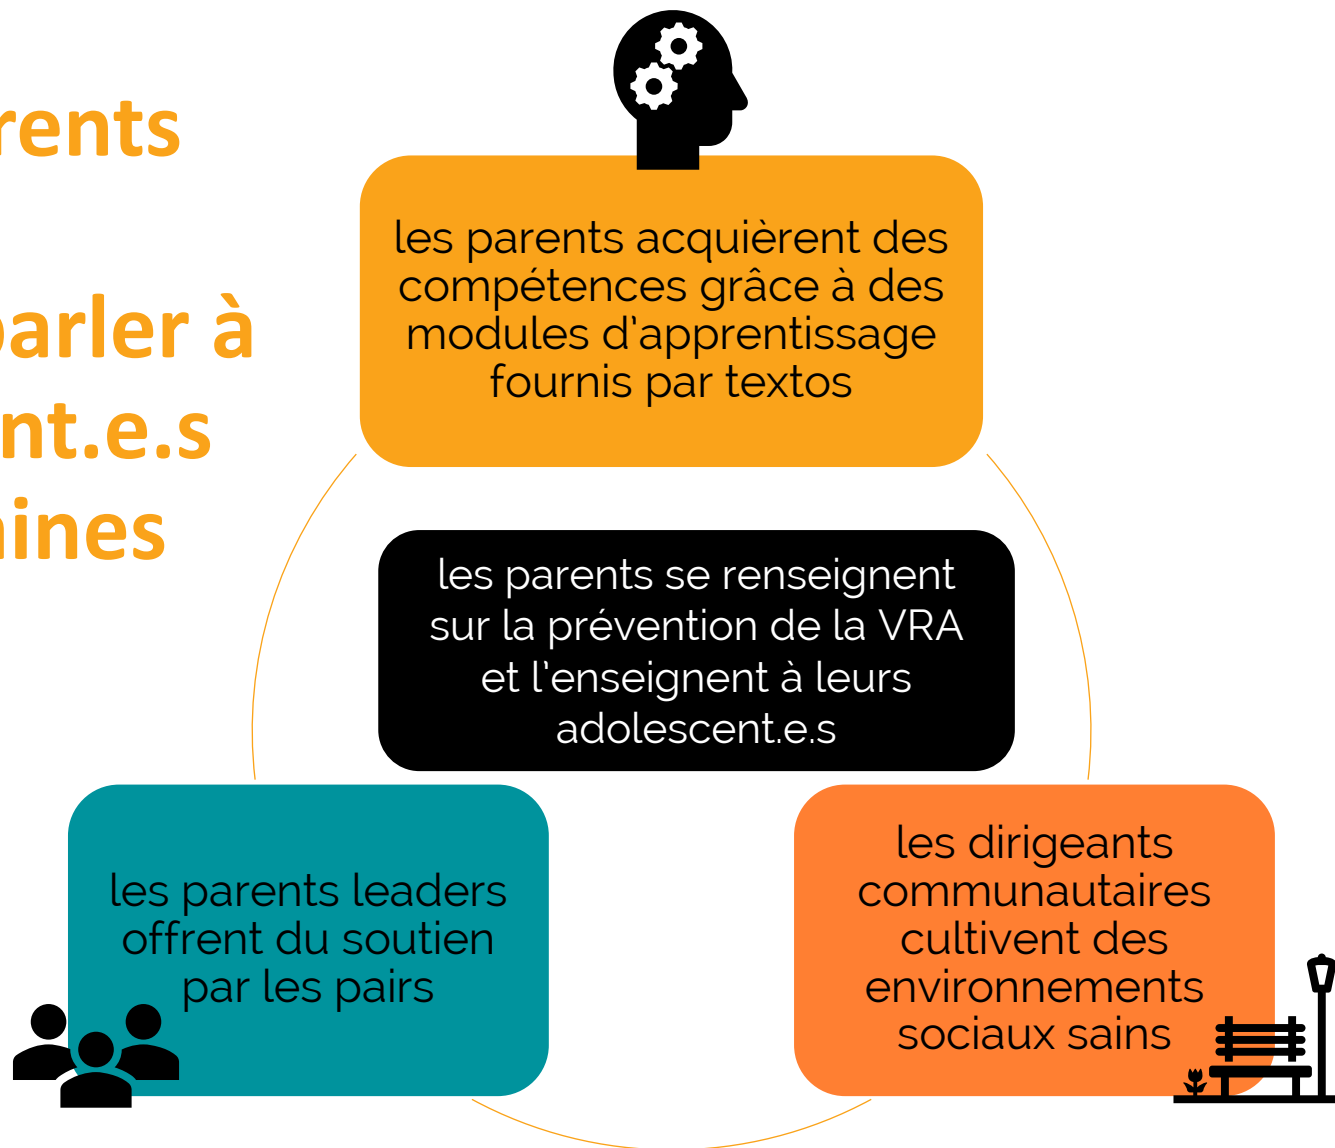 rents
parler à
nt.e.s
ines
les parents acquièrent des
compétences grâce à des
modules d'apprentissage
fournis par textos
les parents se renseignent
sur la prévention de la VRA
et l'enseignent à leurs
adolescent.e.s
les parents leaders
offrent du soutien
par les pairs
les dirigeants
communautaires
cultivent des
environnements
sociaux sains